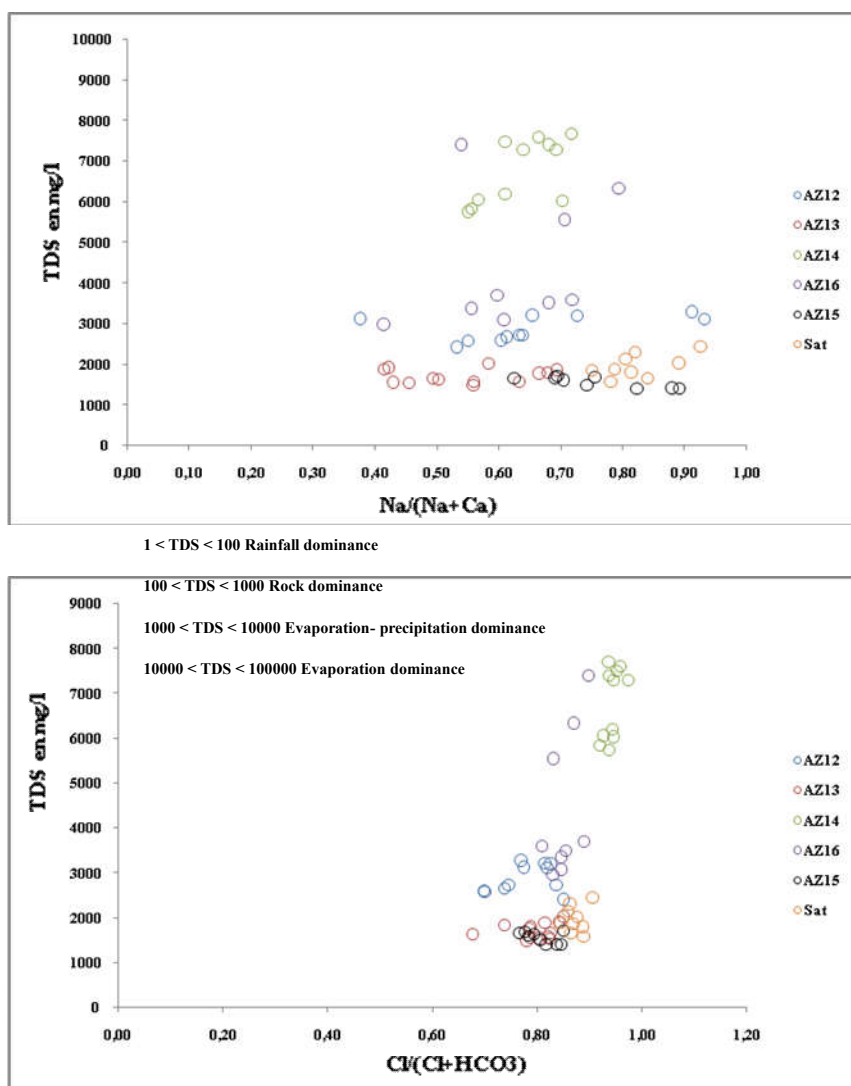 10000
9000
8000
7000
6000
5000
4000
3000
2000
1000
0
TDS en mg/l
0,00 0,10 0,20 0,30 0,40 0,50 0,60 0,70 0,80 0,90 1,00
Na/(Na+Ca)
AZ12
AZ13
AZ14
AZ16
AZ15
Sat
1 < TDS < 100 Rainfall dominance
100 < TDS < 1000 Rock dominance
1000 < TDS < 10000 Evaporation- precipitation dominance
10000 < TDS < 100000 Evaporation dominance
9000
8000
7000
6000
5000
4000
3000
2000
1000
0
TDS en mg/l
0,00 0,20 0,40 0,60 0,80 1,00 1,20
Cl/(Cl+HCO3)
AZ12
AZ13
AZ14
AZ16
AZ15
Sat